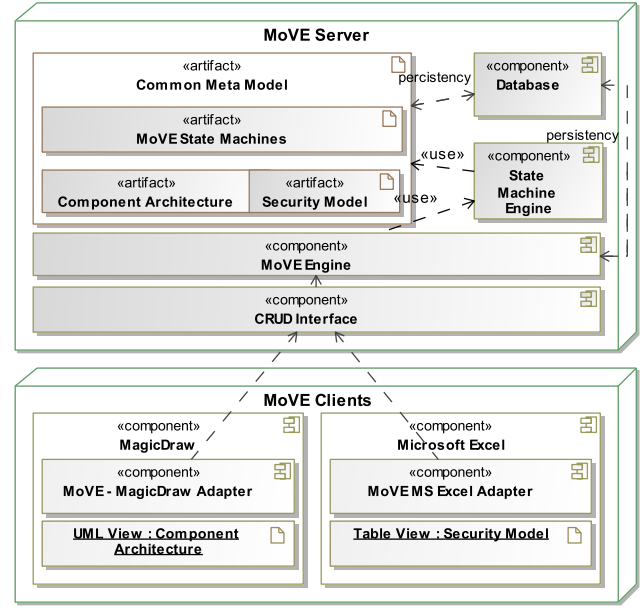 MoVE Server
«artifact»
Common Meta Model
percistency
«component»
Database
«artifact»
MoVE State Machines
persistency
«use»
«component»
State
Machine
Engine
«artifact»
Component Architecture
«artifact»
Security Model
«use»
«component»
MoVE Engine
«component»
CRUD Interface
MoVE Clients
«component»
MagicDraw
«component»
MoVE - MagicDraw Adapter
UML View : Component
Architecture
«component»
Microsoft Excel
«component»
MoVE MS Excel Adapter
Table View : Security Model